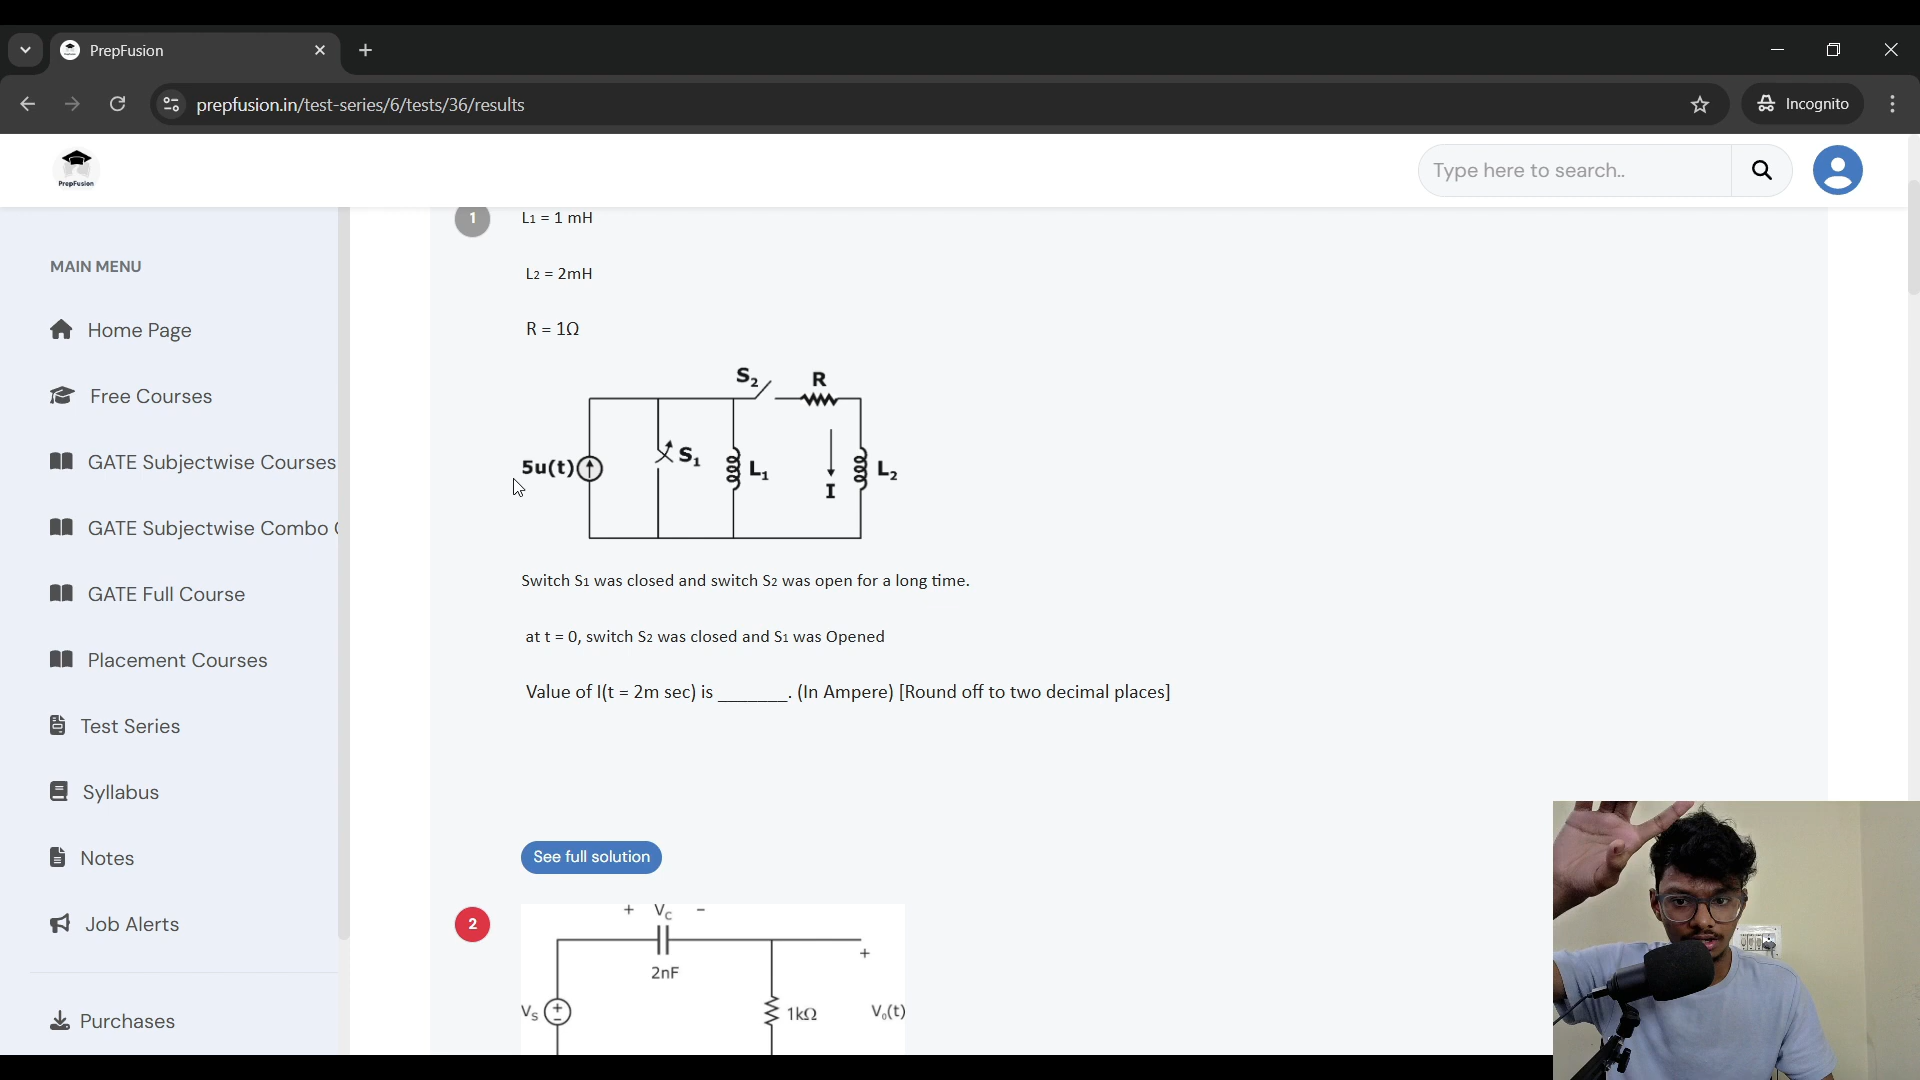 PrepFusion
prepfusion.in/test-series/6/tests/36/results
Incognito
PrepFusion
Type here to search..
MAIN MENU
Home Page
Free Courses
GATE Subjectwise Courses
GATE Subjectwise Combo
GATE Full Course
Placement Courses
Test Series
Syllabus
Notes
Job Alerts
Purchases
1
L1 = 1 mH
L2 = 2mH
R = 1Ω
S2
R
5u(t)
S1
L1
I
L2
Switch S1 was closed and switch S2 was open for a long time.
at t = 0, switch S2 was closed and S1 was Opened
Value of I(t = 2m sec) is _______. (In Ampere) [Round off to two decimal places]
See full solution
2
+ VC −
2nF
+
VS
+
−
1kΩ
V0(t)